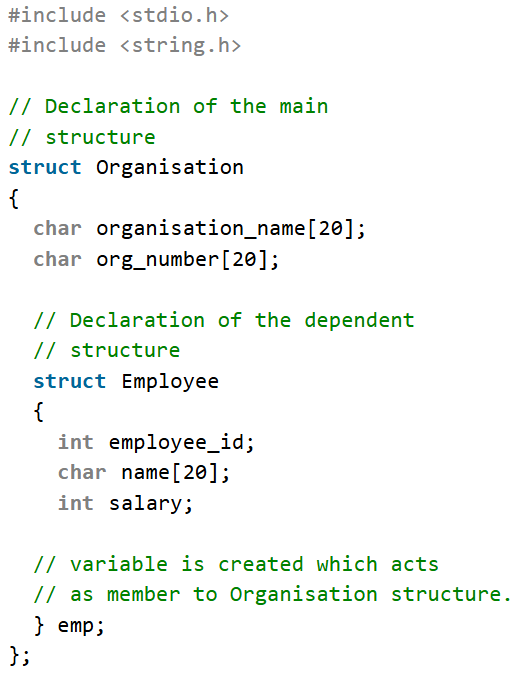 #include <stdio.h>
#include <string.h>

// Declaration of the main
// structure
struct Organisation
{
  char organisation_name[20];
  char org_number[20];

  // Declaration of the dependent
  // structure
  struct Employee
  {
    int employee_id;
    char name[20];
    int salary;

  // variable is created which acts
  // as member to Organisation structure.
  } emp;
};